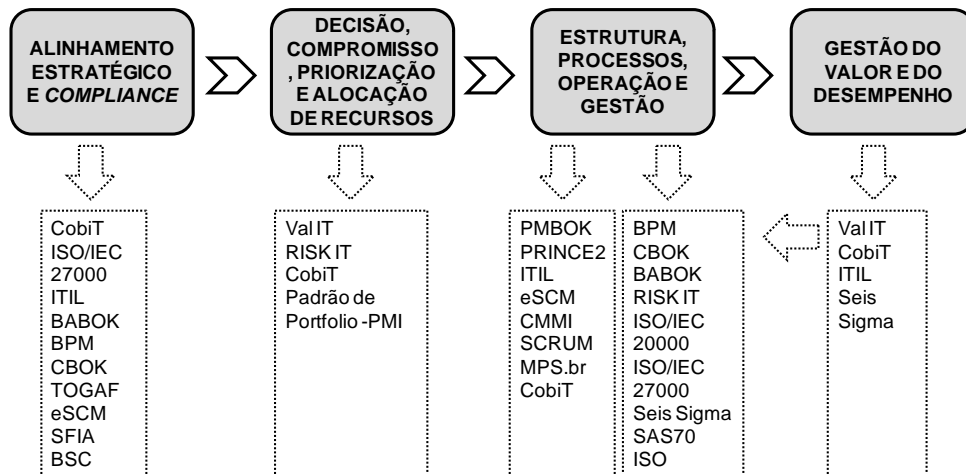 ALINHAMENTO
ESTRATÉGICO
E COMPLIANCE
DECISÃO,
COMPROMISSO
, PRIORIZAÇÃO
E ALOCAÇÃO
DE RECURSOS
ESTRUTURA,
PROCESSOS,
OPERAÇÃO E
GESTÃO
GESTÃO DO
VALOR E DO
DESEMPENHO
CobiT
ISO/IEC
27000
ITIL
BABOK
BPM
CBOK
TOGAF
eSCM
SFIA
BSC
Val IT
RISK IT
CobiT
Padrão de
Portfolio -PMI
PMBOK
PRINCE2
ITIL
eSCM
CMMI
SCRUM
MPS.br
CobiT
BPM
CBOK
BABOK
RISK IT
ISO/IEC
20000
ISO/IEC
27000
Seis Sigma
SAS70
ISO
Val IT
CobiT
ITIL
Seis
Sigma